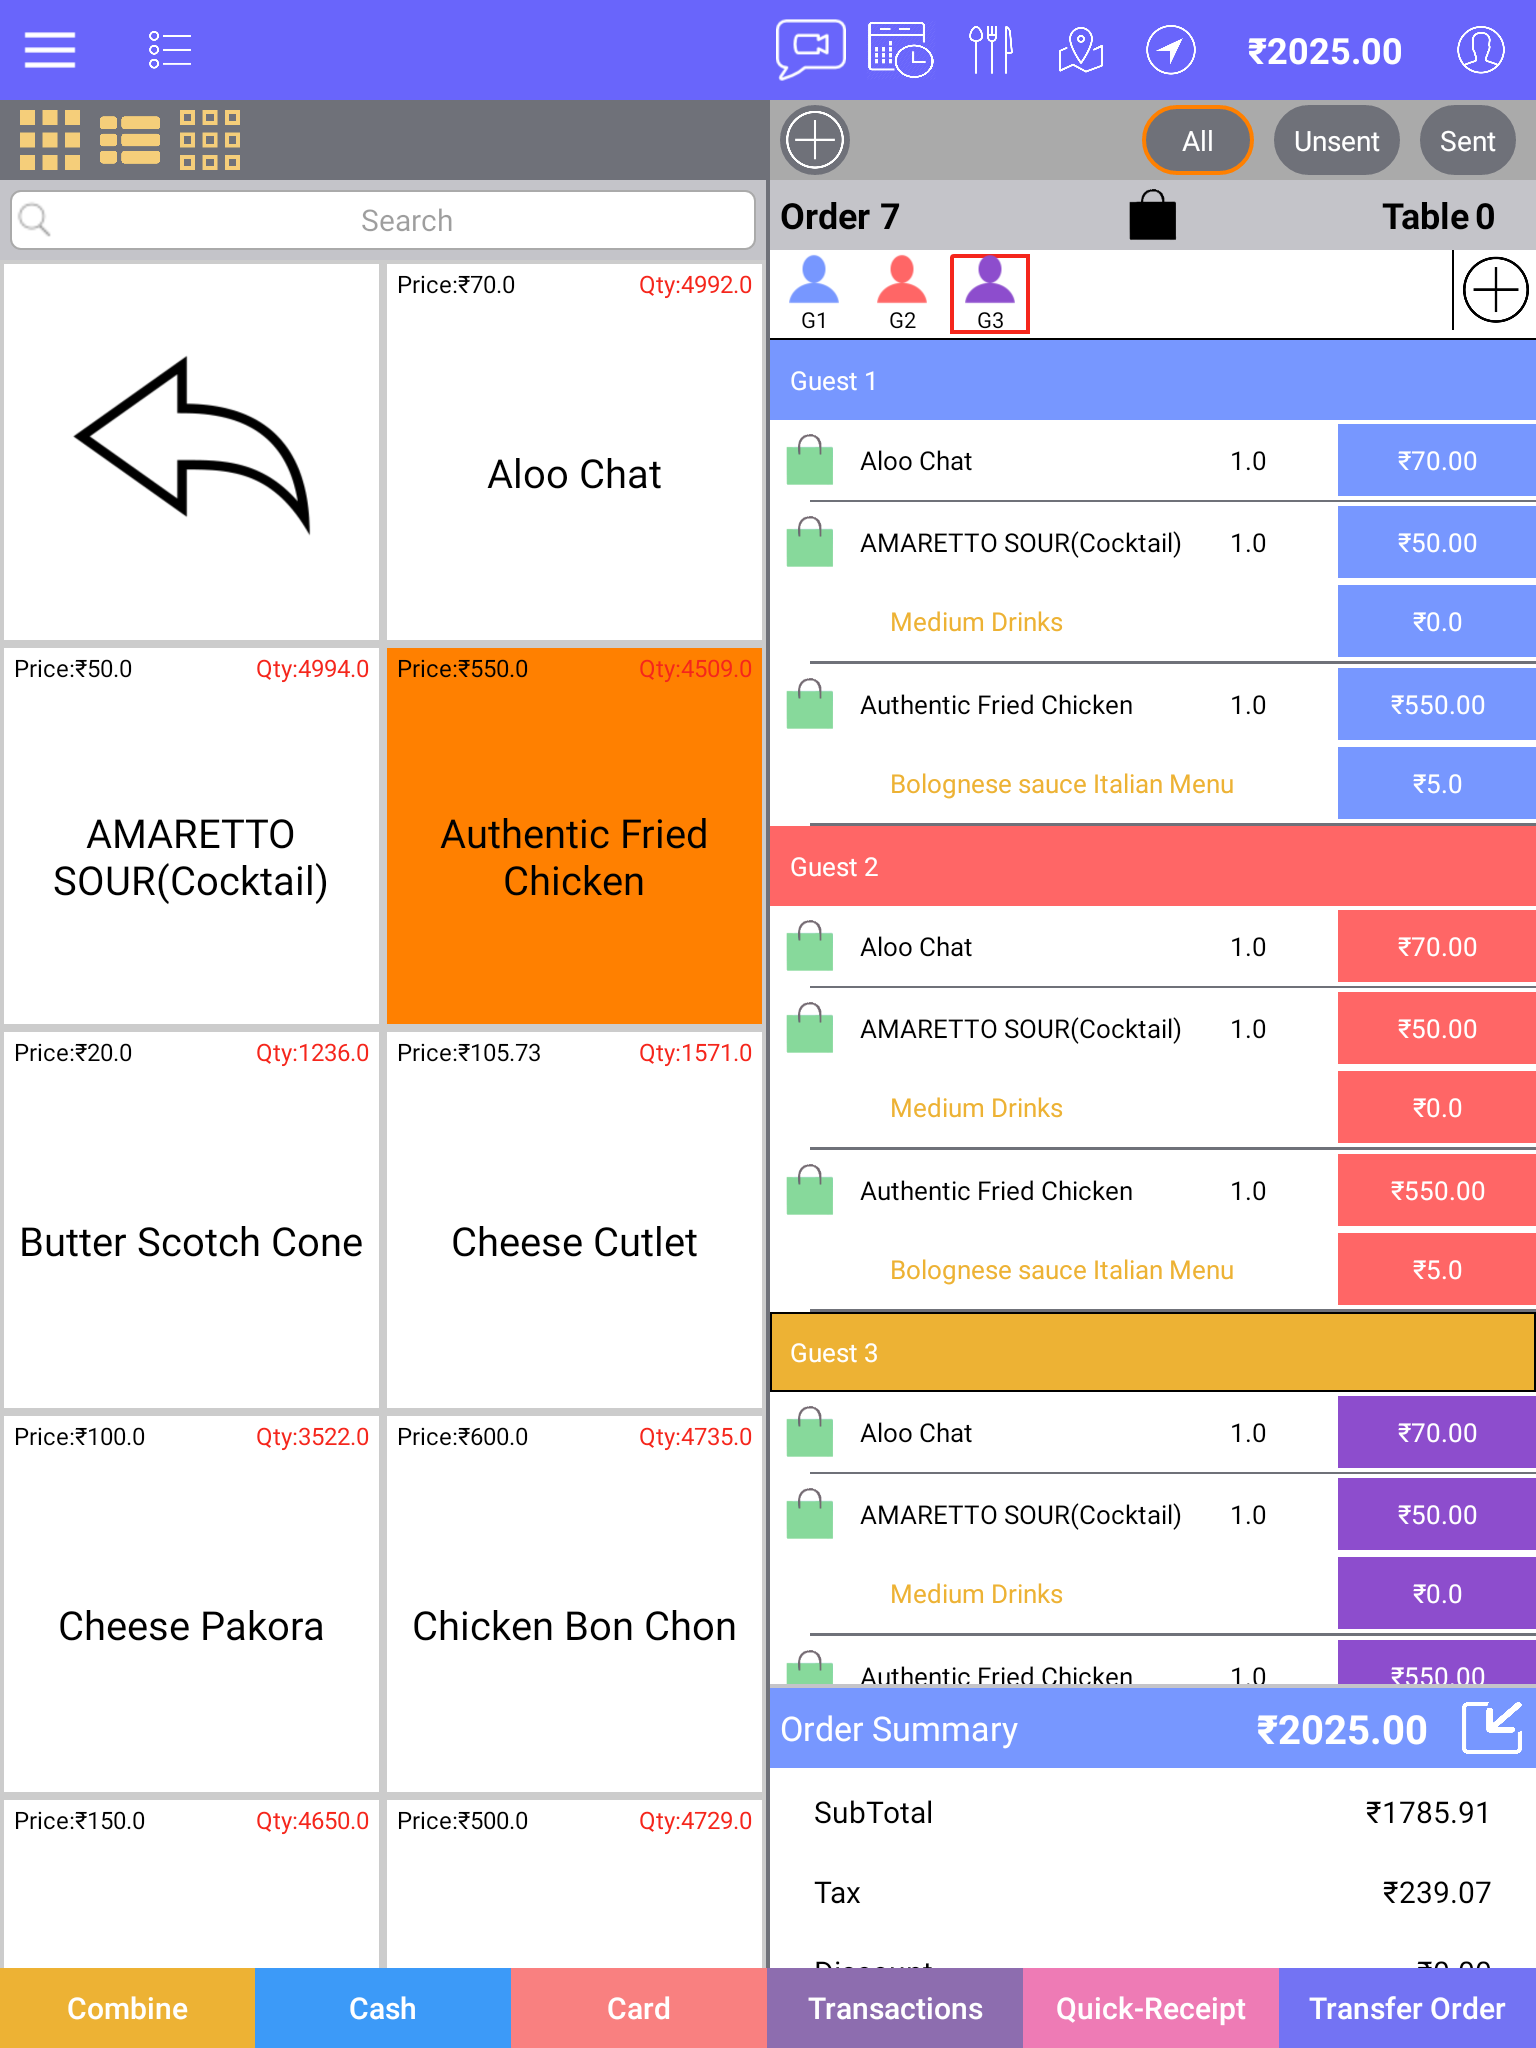 ₹2025.00
All
Unsent
Sent
Search
Order 7
Table 0
G1
G2
G3
Price:₹70.0 Qty:4992.0
Aloo Chat
Price:₹50.0 Qty:4994.0
AMARETTO
SOUR(Cocktail)
Price:₹550.0 Qty:4509.0
Authentic Fried
Chicken
Price:₹20.0 Qty:1236.0
Butter Scotch Cone
Price:₹105.73 Qty:1571.0
Cheese Cutlet
Price:₹100.0 Qty:3522.0
Cheese Pakora
Price:₹600.0 Qty:4735.0
Chicken Bon Chon
Price:₹150.0 Qty:4650.0
Price:₹500.0 Qty:4729.0
Guest 1
Aloo Chat 1.0 ₹70.00
AMARETTO SOUR(Cocktail) 1.0 ₹50.00
Medium Drinks ₹0.0
Authentic Fried Chicken 1.0 ₹550.00
Bolognese sauce Italian Menu ₹5.0
Guest 2
Aloo Chat 1.0 ₹70.00
AMARETTO SOUR(Cocktail) 1.0 ₹50.00
Medium Drinks ₹0.0
Authentic Fried Chicken 1.0 ₹550.00
Bolognese sauce Italian Menu ₹5.0
Guest 3
Aloo Chat 1.0 ₹70.00
AMARETTO SOUR(Cocktail) 1.0 ₹50.00
Medium Drinks ₹0.0
Authentic Fried Chicken 1.0 ₹550.00
Order Summary ₹2025.00
SubTotal ₹1785.91
Tax ₹239.07
Discount ₹0.00
Combine
Cash
Card
Transactions
Quick-Receipt
Transfer Order